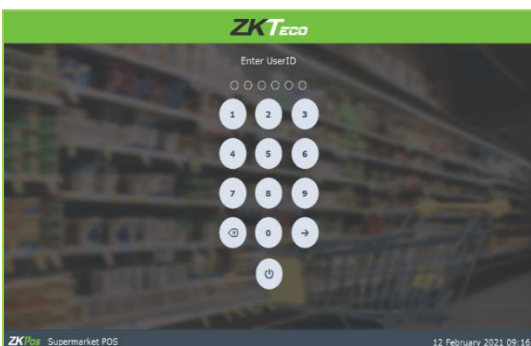 ZKTECO
Enter UserID
1 2 3
4 5 6
7 8 9
0
ZKPos Supermarket POS
12 February 2021 09:16